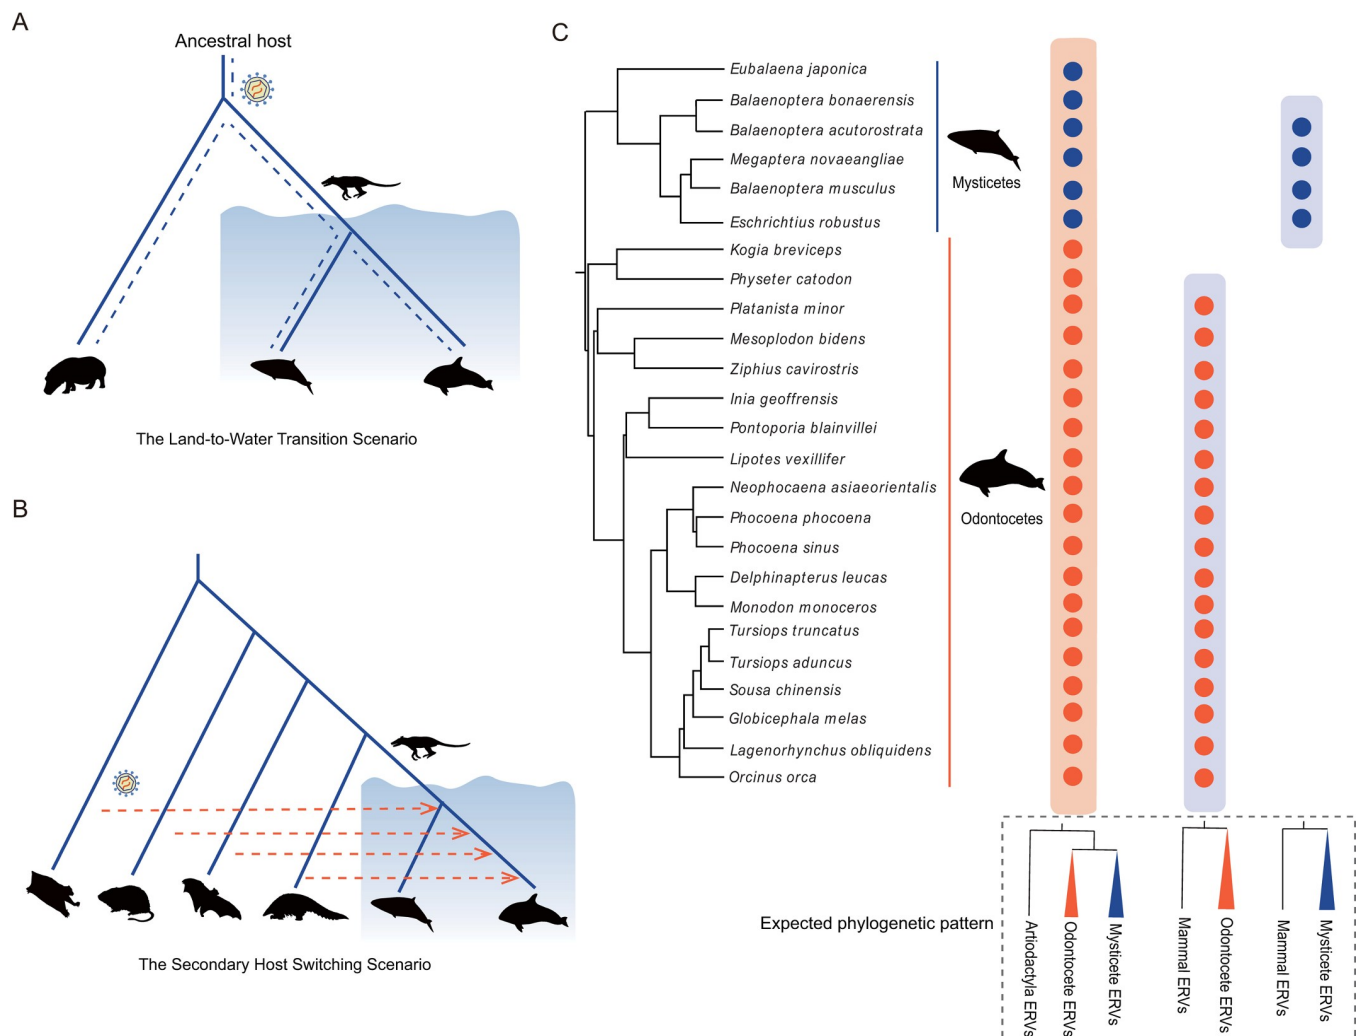 A
Ancestral host
The Land-to-Water Transition Scenario
B
The Secondary Host Switching Scenario
C
Eubalaena japonica
Balaenoptera bonaerensis
Balaenoptera acutorostrata
Megaptera novaeangliae
Balaenoptera musculus
Eschrichtius robustus
Kogia breviceps
Physeter catodon
Platanista minor
Mesoplodon bidens
Ziphius cavirostris
Inia geoffrensis
Pontoporia blainvillei
Lipotes vexillifer
Neophocaena asiaeorientalis
Phocoena phocoena
Phocoena sinus
Delphinapterus leucas
Monodon monoceros
Tursiops truncatus
Tursiops aduncus
Sousa chinensis
Globicephala melas
Lagenorhynchus obliquidens
Orcinus orca
Mysticetes
Odontocetes
Expected phylogenetic pattern
Artiodactyla ERVs
Odontocete ERVs
Mysticete ERVs
Mammal ERVs
Odontocete ERVs
Mammal ERVs
Mysticete ERVs